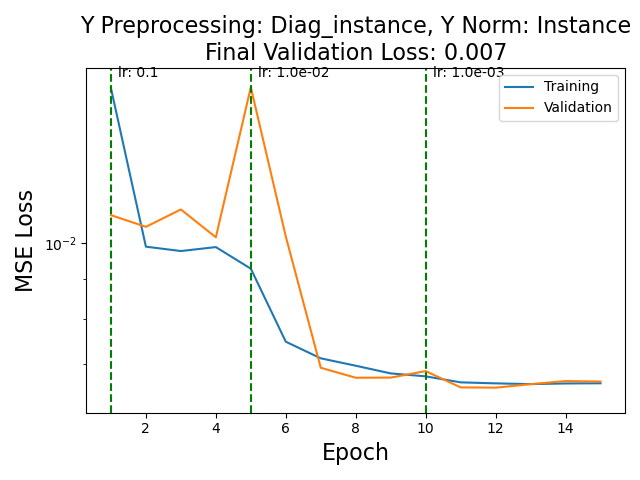 Y Preprocessing: Diag_instance, Y Norm: Instance
Final Validation Loss: 0.007
lr: 0.1
lr: 1.0e-02
lr: 1.0e-03
Training
Validation
MSE Loss
10^-2
2 4 6 8 10 12 14
Epoch